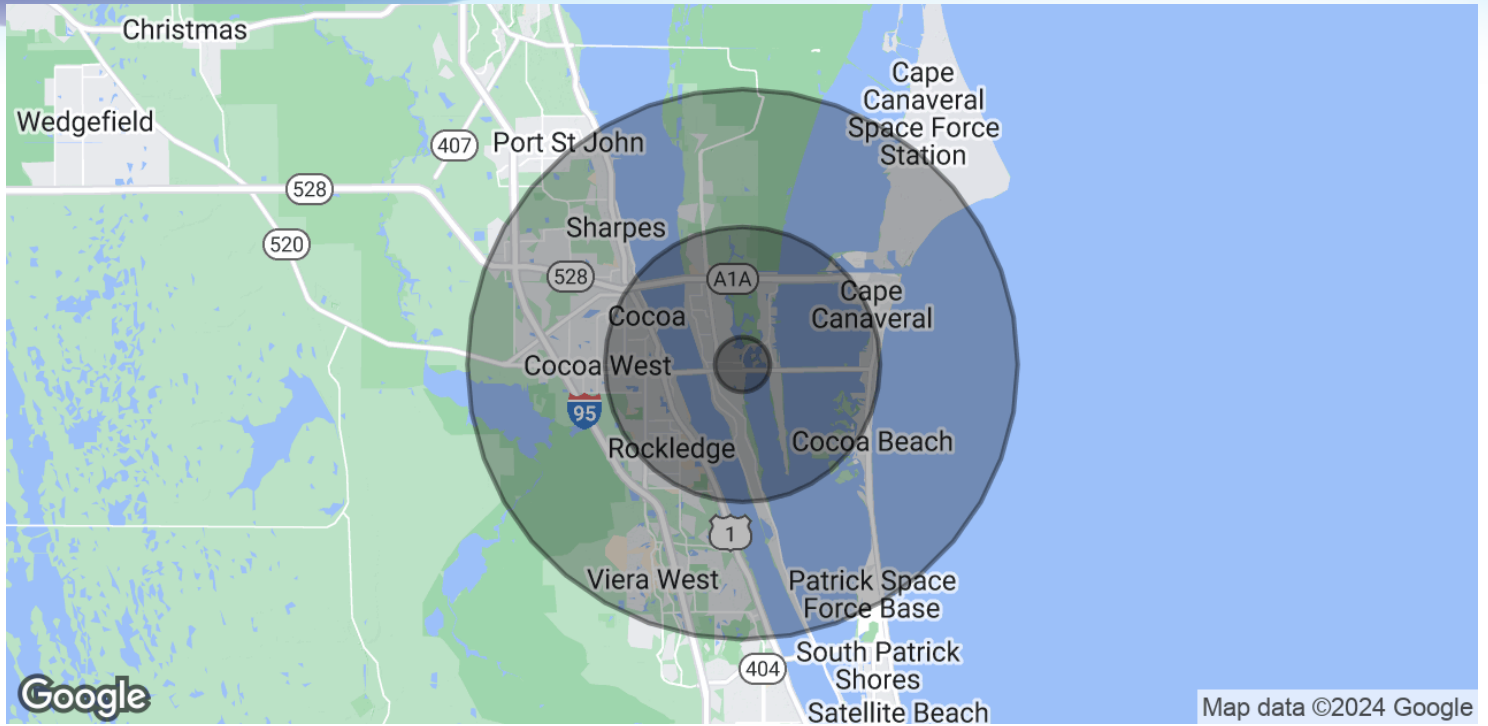 Christmas
Wedgefield
407
Port St John
Cape
Canaveral
Space Force
Station
528
520
Sharpes
528
A1A
Cape
Canaveral
Cocoa
Cocoa West
95
Rockledge
Cocoa Beach
1
Viera West
Patrick Space
Force Base
404
South Patrick
Shores
Satellite Beach
Google
Map data ©2024 Google